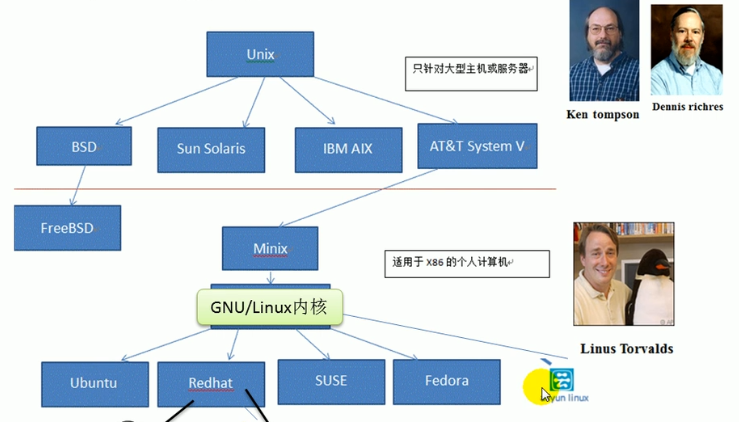 Unix
只针对大型主机或服务器
Ken tompson
Dennis richres
BSD
Sun Solaris
IBM AIX
AT&T System V
FreeBSD
Minix
适用于 X86 的个人计算机
GNU/Linux内核
Linus Torvalds
Ubuntu
Redhat
SUSE
Fedora
云
yun linux